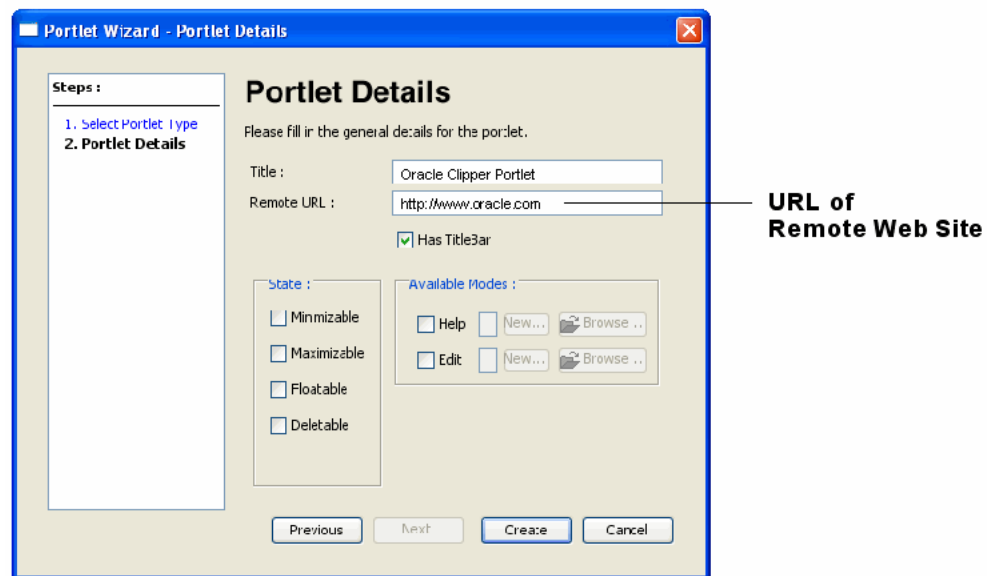 Portlet Wizard - Portlet Details
Steps :
1. Select Portlet Type
2. Portlet Details
Portlet Details
Please fill in the general details for the portlet.
Title :
Oracle Clipper Portlet
Remote URL :
http://www.oracle.com
URL of
Remote Web Site
Has TitleBar
State :
Minmizable
Maximizable
Floatable
Deletable
Available Modes :
Help
New...
Browse ..
Edit
New...
Browse ..
Previous
Next
Create
Cancel